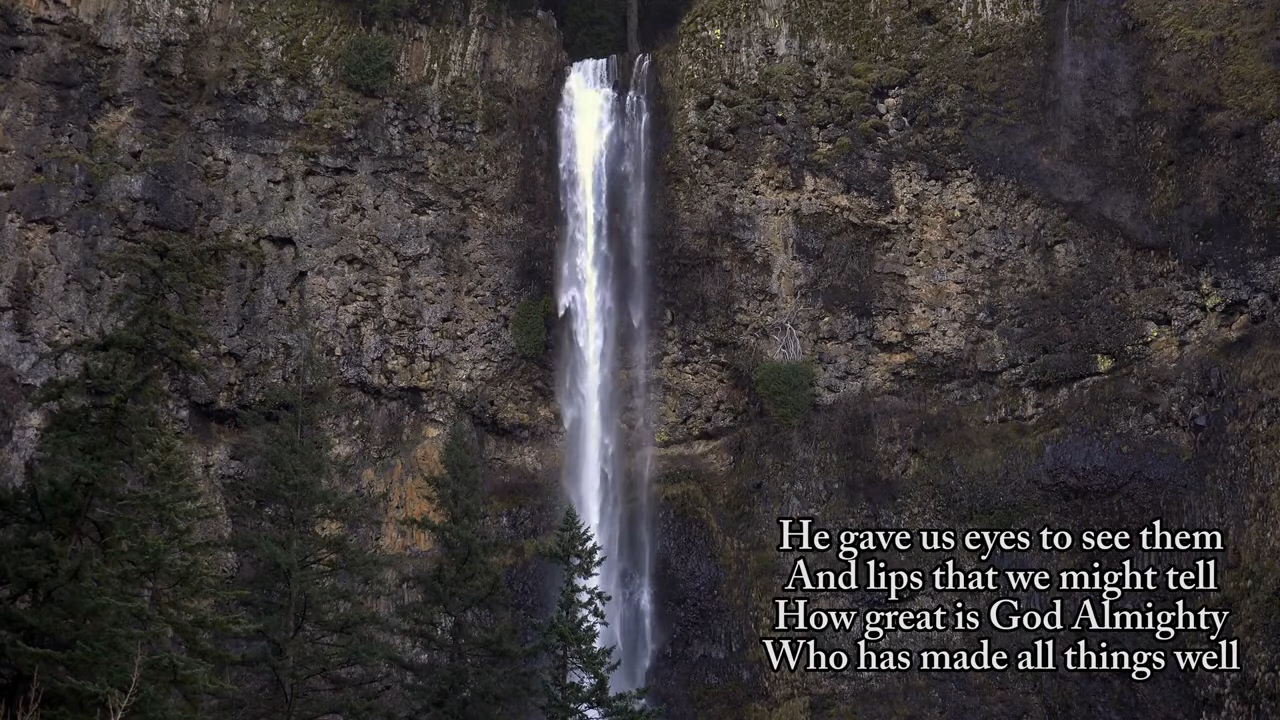 He gave us eyes to see them
And lips that we might tell
How great is God Almighty
Who has made all things well